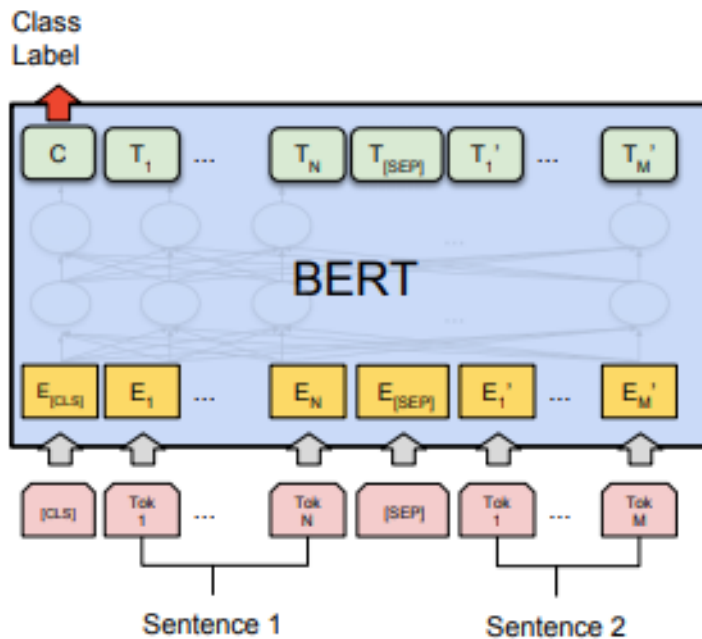 Class
Label
C T1 ... TN T[SEP] T1' ... TM'
...
BERT
...
E[CLS] E1 ... EN E[SEP] E1' ... EM'
[CLS] Tok 1 ... Tok N [SEP] Tok 1 ... Tok M
Sentence 1 Sentence 2